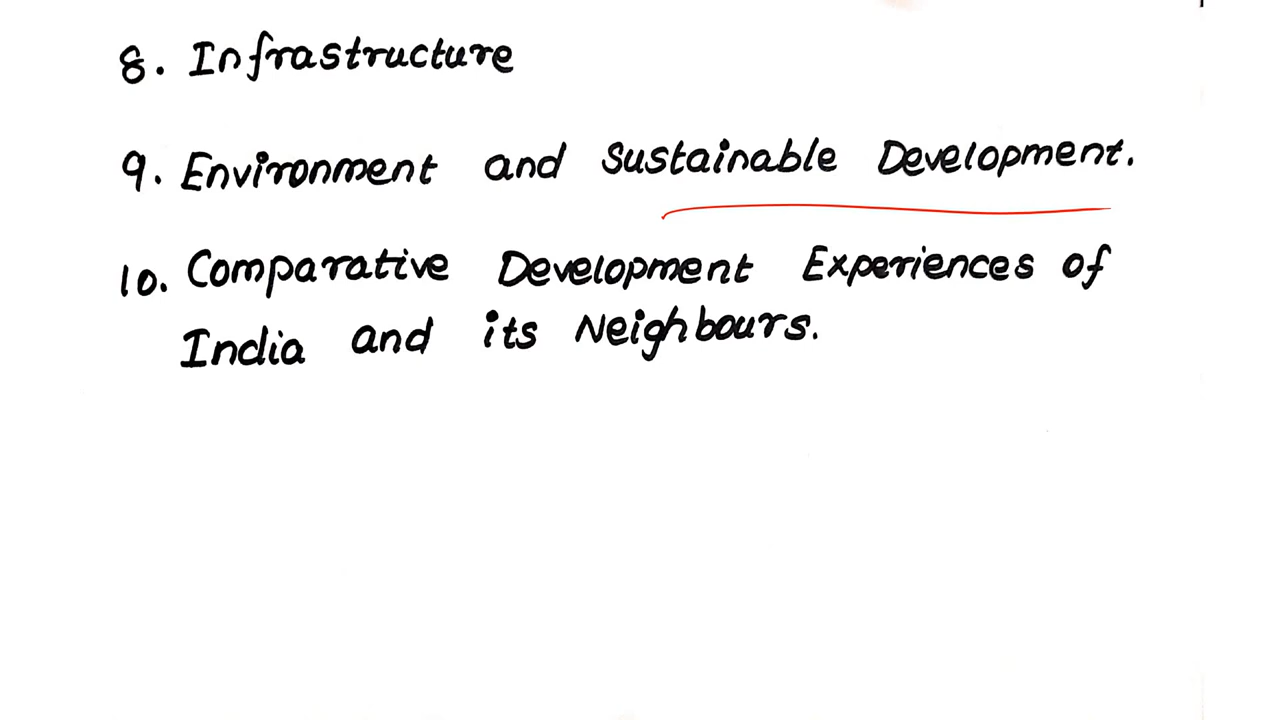 8. Infrastructure
9. Environment and Sustainable Development.
10. Comparative Development Experiences of
India and its Neighbours.